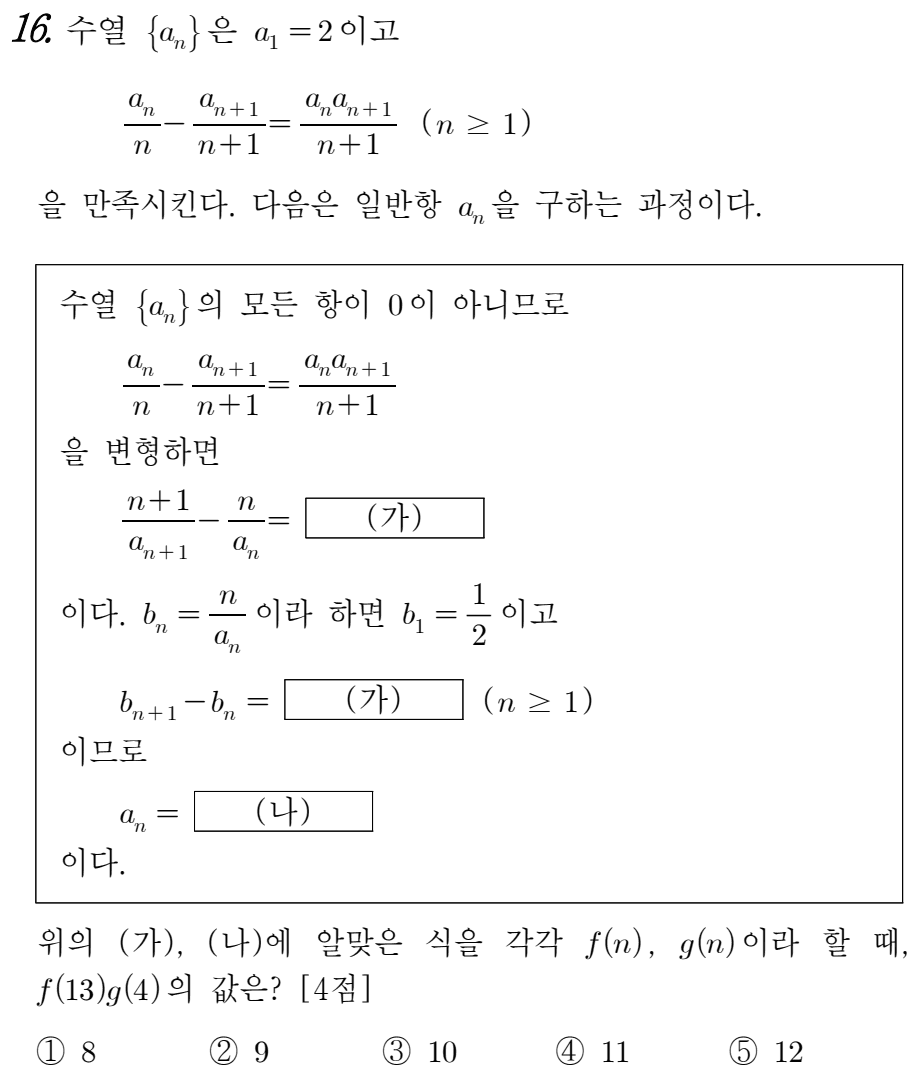 16. 수열 {aₙ}은 a₁ = 2이고
aₙ/n − aₙ₊₁/(n+1) = aₙaₙ₊₁/(n+1) (n ≥ 1)
을 만족시킨다. 다음은 일반항 aₙ을 구하는 과정이다.
수열 {aₙ}의 모든 항이 0이 아니므로
aₙ/n − aₙ₊₁/(n+1) = aₙaₙ₊₁/(n+1)
을 변형하면
(n+1)/aₙ₊₁ − n/aₙ = (가)
이다. bₙ = n/aₙ 이라 하면 b₁ = 1/2 이고
bₙ₊₁ − bₙ = (가) (n ≥ 1)
이므로
aₙ = (나)
이다.
위의 (가), (나)에 알맞은 식을 각각 f(n), g(n)이라 할 때,
f(13)g(4)의 값은? [4점]
① 8 ② 9 ③ 10 ④ 11 ⑤ 12